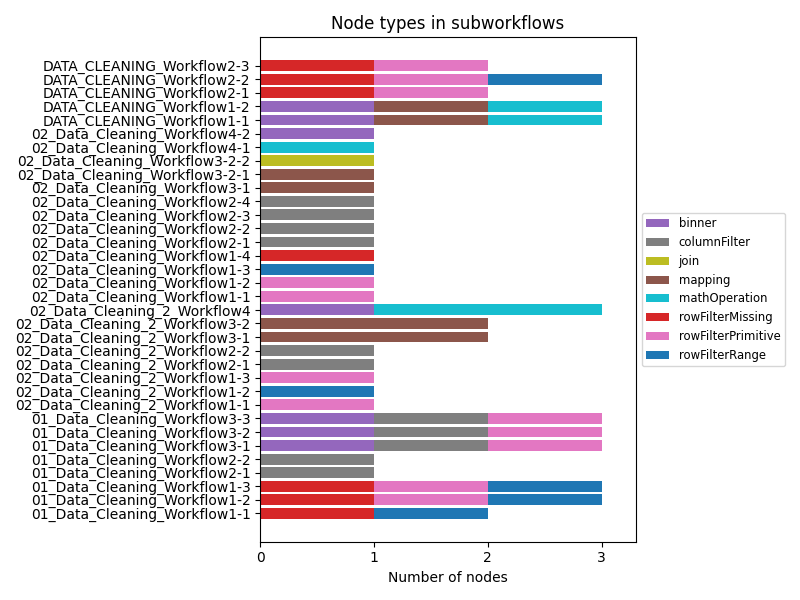 Node types in subworkflows
DATA_CLEANING_Workflow2-3
DATA_CLEANING_Workflow2-2
DATA_CLEANING_Workflow2-1
DATA_CLEANING_Workflow1-2
DATA_CLEANING_Workflow1-1
02_Data_Cleaning_Workflow4-2
02_Data_Cleaning_Workflow4-1
02_Data_Cleaning_Workflow3-2-2
02_Data_Cleaning_Workflow3-2-1
02_Data_Cleaning_Workflow3-1
02_Data_Cleaning_Workflow2-4
02_Data_Cleaning_Workflow2-3
02_Data_Cleaning_Workflow2-2
02_Data_Cleaning_Workflow2-1
02_Data_Cleaning_Workflow1-4
02_Data_Cleaning_Workflow1-3
02_Data_Cleaning_Workflow1-2
02_Data_Cleaning_Workflow1-1
02_Data_Cleaning_2_Workflow4
02_Data_Cleaning_2_Workflow3-2
02_Data_Cleaning_2_Workflow3-1
02_Data_Cleaning_2_Workflow2-2
02_Data_Cleaning_2_Workflow2-1
02_Data_Cleaning_2_Workflow1-3
02_Data_Cleaning_2_Workflow1-2
02_Data_Cleaning_2_Workflow1-1
01_Data_Cleaning_Workflow3-3
01_Data_Cleaning_Workflow3-2
01_Data_Cleaning_Workflow3-1
01_Data_Cleaning_Workflow2-2
01_Data_Cleaning_Workflow2-1
01_Data_Cleaning_Workflow1-3
01_Data_Cleaning_Workflow1-2
01_Data_Cleaning_Workflow1-1
0 1 2 3
Number of nodes
binner
columnFilter
join
mapping
mathOperation
rowFilterMissing
rowFilterPrimitive
rowFilterRange